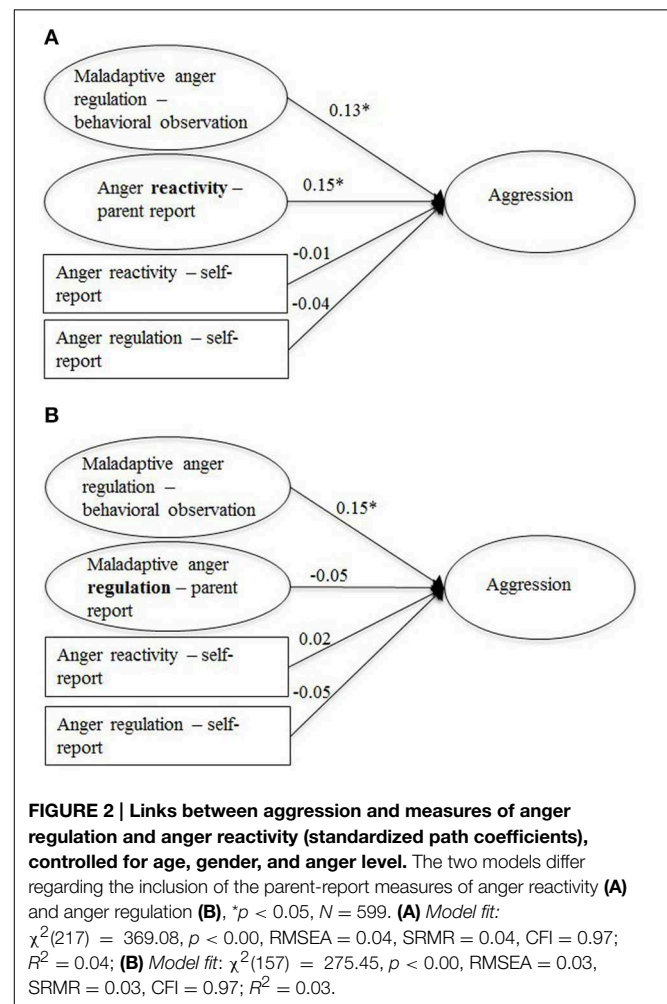 A
Maladaptive anger
regulation –
behavioral observation
0.13*
Anger reactivity –
parent report
0.15*
Aggression
Anger reactivity – self-
report
-0.01
Anger regulation – self-
report
-0.04
B
Maladaptive anger
regulation –
behavioral observation
0.15*
Maladaptive anger
regulation – parent
report
-0.05
Aggression
Anger reactivity – self-
report
0.02
Anger regulation – self-
report
-0.05
FIGURE 2 | Links between aggression and measures of anger
regulation and anger reactivity (standardized path coefficients),
controlled for age, gender, and anger level. The two models differ
regarding the inclusion of the parent-report measures of anger reactivity (A)
and anger regulation (B), *p < 0.05, N = 599. (A) Model fit:
χ²(217) = 369.08, p < 0.00, RMSEA = 0.04, SRMR = 0.04, CFI = 0.97;
R² = 0.04; (B) Model fit: χ²(157) = 275.45, p < 0.00, RMSEA = 0.03,
SRMR = 0.03, CFI = 0.97; R² = 0.03.